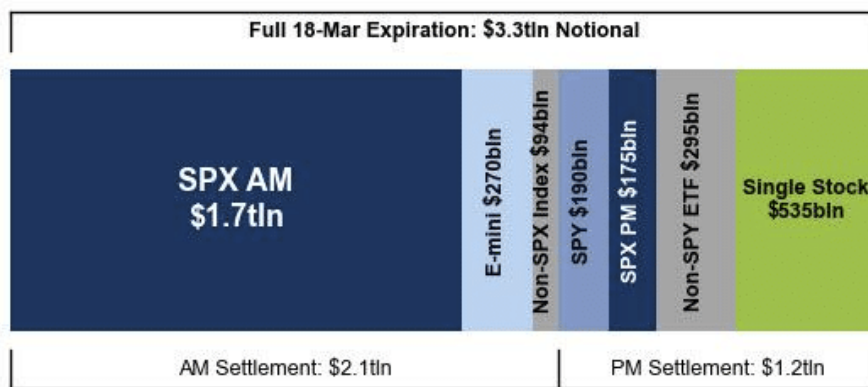 Full 18-Mar Expiration: $3.3tln Notional
SPX AM
$1.7tln
E-mini $270bln
Non-SPX Index $94bln
SPY $190bln
SPX PM $175bln
Non-SPY ETF $295bln
Single Stock
$535bln
AM Settlement: $2.1tln
PM Settlement: $1.2tln